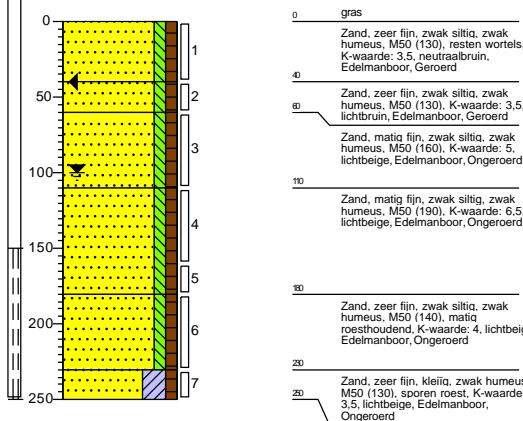 0
50
100
150
200
250
1
2
3
4
5
6
7
0 gras
Zand, zeer fijn, zwak siltig, zwak
humeus, M50 (130), resten wortels,
K-waarde: 3,5, neutraalbruin,
Edelmanboor, Geroerd
40
Zand, zeer fijn, zwak siltig, zwak
humeus, M50 (130), K-waarde: 3,5,
lichtbruin, Edelmanboor, Geroerd
60
Zand, matig fijn, zwak siltig, zwak
humeus, M50 (160), K-waarde: 5,
lichtbeige, Edelmanboor, Ongeroerd
110
Zand, matig fijn, zwak siltig, zwak
humeus, M50 (190), K-waarde: 6,5,
lichtbeige, Edelmanboor, Ongeroerd
180
Zand, zeer fijn, zwak siltig, zwak
humeus, M50 (140), matig
roesthoudend, K-waarde: 4, lichtbeig
Edelmanboor, Ongeroerd
230
Zand, zeer fijn, kleiïg, zwak humeus
M50 (130), sporen roest, K-waarde
3,5, lichtbeige, Edelmanboor,
Ongeroerd
250